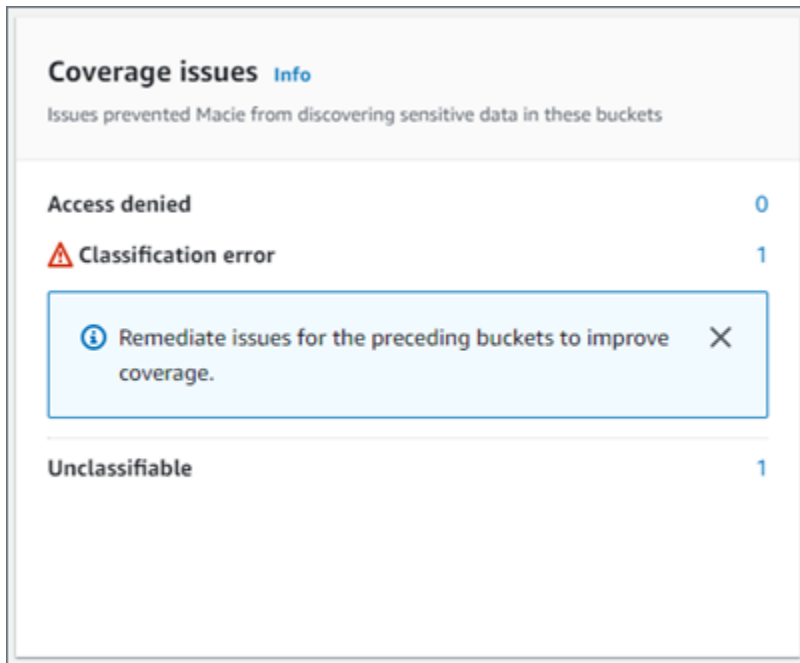 Coverage issues Info
Issues prevented Macie from discovering sensitive data in these buckets
Access denied 0
Classification error 1
Remediate issues for the preceding buckets to improve
coverage.
Unclassifiable 1